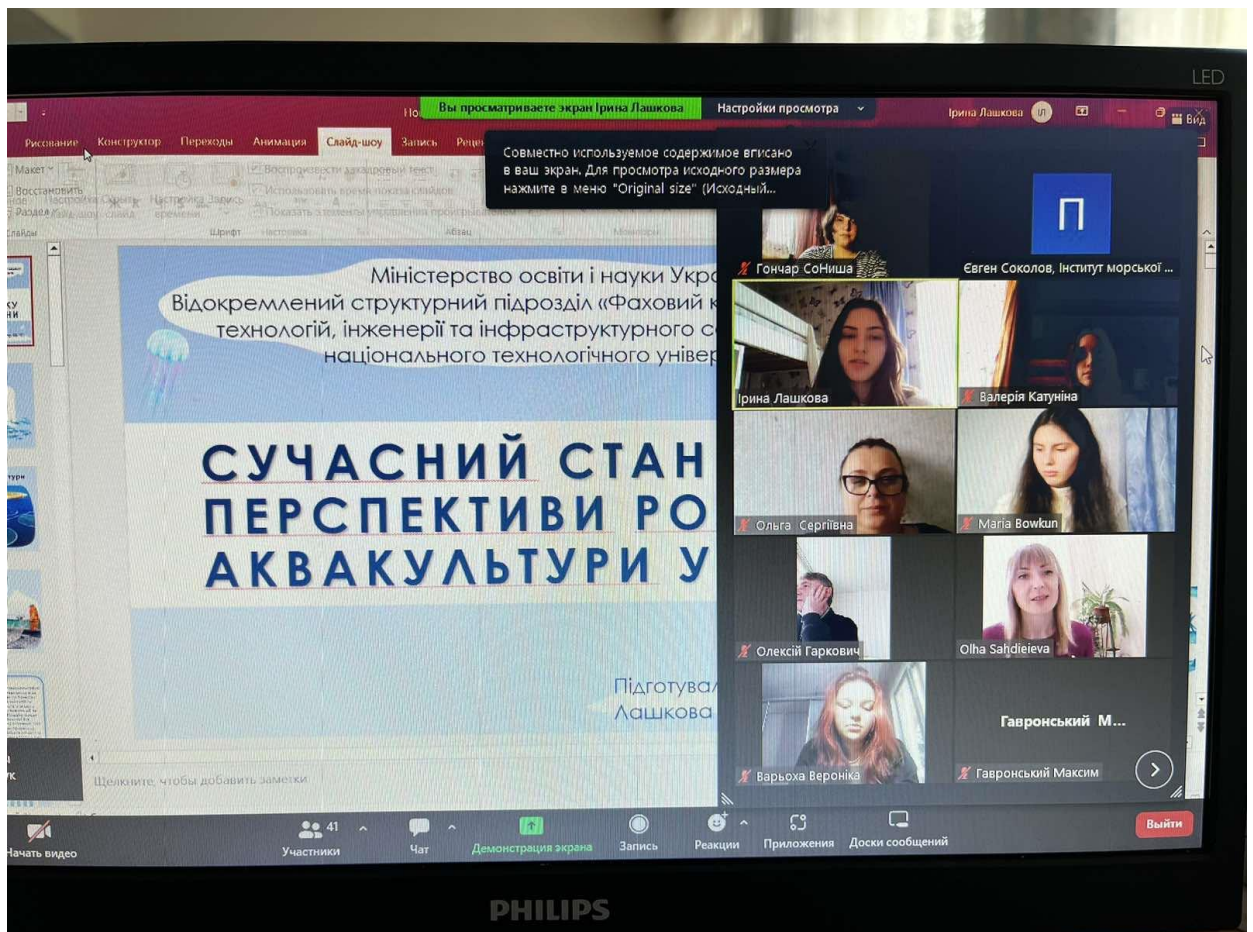 LED
Вы просматриваете экран Ірина Лашкова
Настройки просмотра
Ірина Лашкова
ІЛ
Вид
Рисование Конструктор Переходы Анимация Слайд-шоу Запись Рецен
Совместно используемое содержимое вписано
в ваш экран. Для просмотра исходного размера
нажмите в меню "Original size" (Исходный...
Макет
Восстановить
Раздел
Слайды
Шрифт
Абзац
Міністерство освіти і науки Укра
Відокремлений структурний підрозділ «Фаховий к
технологій, інженерії та інфраструктурного с
національного технологічного універ
СУЧАСНИЙ СТАН
ПЕРСПЕКТИВИ РО
АКВАКУЛЬТУРИ У
Підготувал
Лашкова
Щелкните, чтобы добавить заметки
Гончар СоНиша
П
Євген Соколов, Інститут морської ...
Ірина Лашкова
Валерія Катуніна
Ольга Сергіївна
Maria Bowkun
Олексій Гаркович
Olha Sahdieieva
Варьоха Вероніка
Гавронський М...
Гавронський Максим
Начать видео
41
Участники
Чат
Демонстрация экрана
Запись
Реакции
Приложения
Доски сообщений
Выйти
PHILIPS